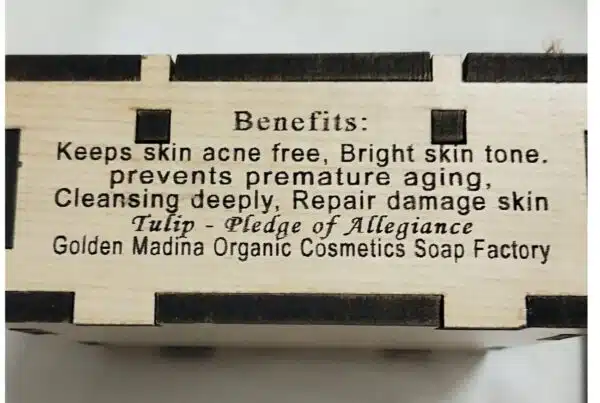 Benefits:
Keeps skin acne free, Bright skin tone.
prevents premature aging,
Cleansing deeply, Repair damage skin
Tulip - Pledge of Allegiance
Golden Madina Organic Cosmetics Soap Factory